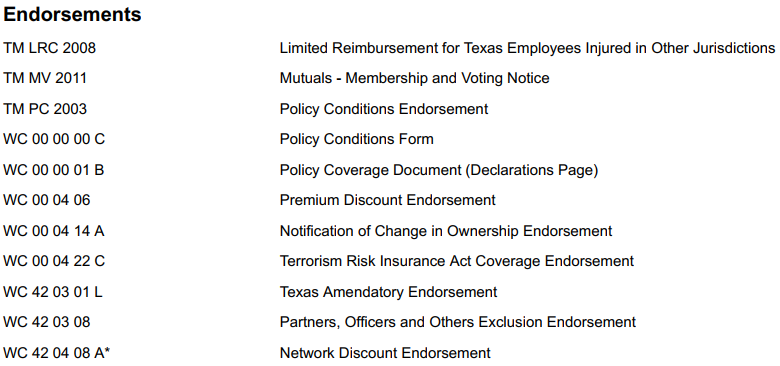 Endorsements
TM LRC 2008 Limited Reimbursement for Texas Employees Injured in Other Jurisdictions
TM MV 2011 Mutuals - Membership and Voting Notice
TM PC 2003 Policy Conditions Endorsement
WC 00 00 00 C Policy Conditions Form
WC 00 00 01 B Policy Coverage Document (Declarations Page)
WC 00 04 06 Premium Discount Endorsement
WC 00 04 14 A Notification of Change in Ownership Endorsement
WC 00 04 22 C Terrorism Risk Insurance Act Coverage Endorsement
WC 42 03 01 L Texas Amendatory Endorsement
WC 42 03 08 Partners, Officers and Others Exclusion Endorsement
WC 42 04 08 A* Network Discount Endorsement